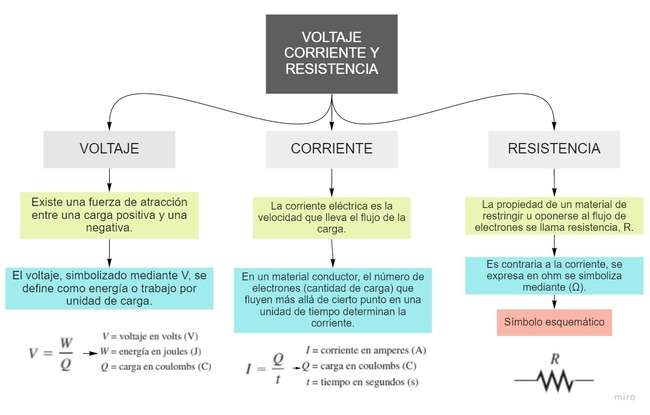 VOLTAJE
CORRIENTE Y
RESISTENCIA
VOLTAJE
CORRIENTE
RESISTENCIA
Existe una fuerza de atracción
entre una carga positiva y una
negativa.
La corriente eléctrica es la
velocidad que lleva el flujo de la
carga.
La propiedad de un material de
restringir u oponerse al flujo de
electrones se llama resistencia, R.
El voltaje, simbolizado mediante V, se
define como energía o trabajo por
unidad de carga.
En un material conductor, el número de
electrones (cantidad de carga) que
fluyen más allá de cierto punto en una
unidad de tiempo determinan la
corriente.
Es contraria a la corriente, se
expresa en ohm se simboliza
mediante (Ω).
Símbolo esquemático
V = W/Q
V = voltaje en volts (V)
W = energía en joules (J)
Q = carga en coulombs (C)
I = Q/t
I = corriente en amperes (A)
Q = carga en coulombs (C)
t = tiempo en segundos (s)
R
miro